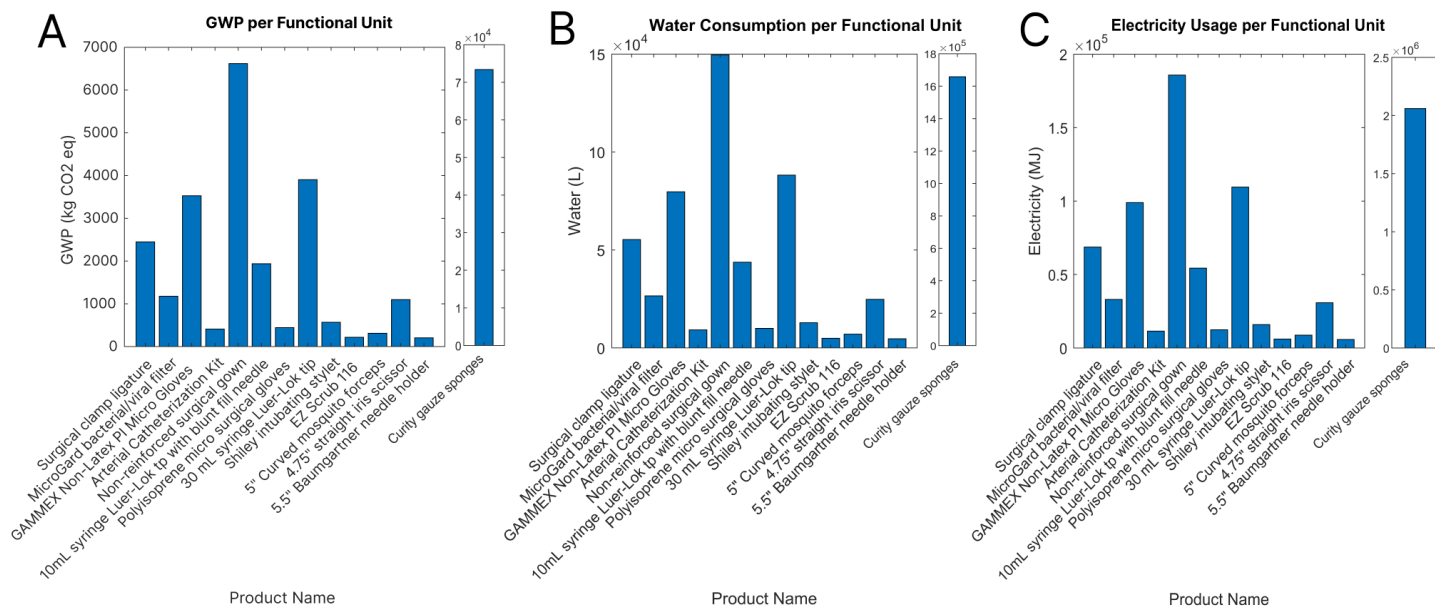 A
GWP per Functional Unit
GWP (kg CO2 eq)
7000
6000
5000
4000
3000
2000
1000
0
×10^4
8
7
6
5
4
3
2
1
0
Surgical clamp ligature
MicroGard bacterial/viral filter
GAMMEX Non-Latex PI Micro Gloves
Arterial Catheterization Kit
Non-reinforced surgical gown
10mL syringe Luer-Lok tp with blunt fill needle
Polyisoprene micro surgical gloves
30 mL syringe Luer-Lok tip
Shiley intubating stylet
EZ Scrub 116
5" Curved mosquito forceps
4.75" straight iris scissor
5.5" Baumgartner needle holder
Curity gauze sponges
Product Name
B
Water Consumption per Functional Unit
Water (L)
×10^4
15
10
5
0
×10^5
18
16
14
12
10
8
6
4
2
0
Surgical clamp ligature
MicroGard bacterial/viral filter
GAMMEX Non-Latex PI Micro Gloves
Arterial Catheterization Kit
Non-reinforced surgical gown
10mL syringe Luer-Lok tp with blunt fill needle
Polyisoprene micro surgical gloves
30 mL syringe Luer-Lok tip
Shiley intubating stylet
EZ Scrub 116
5" Curved mosquito forceps
4.75" straight iris scissor
5.5" Baumgartner needle holder
Curity gauze sponges
Product Name
C
Electricity Usage per Functional Unit
Electricity (MJ)
×10^5
2
1.5
1
0.5
0
×10^6
2.5
2
1.5
1
0.5
0
Surgical clamp ligature
MicroGard bacterial/viral filter
GAMMEX Non-Latex PI Micro Gloves
Arterial Catheterization Kit
Non-reinforced surgical gown
10mL syringe Luer-Lok tp with blunt fill needle
Polyisoprene micro surgical gloves
30 mL syringe Luer-Lok tip
Shiley intubating stylet
EZ Scrub 116
5" Curved mosquito forceps
4.75" straight iris scissor
5.5" Baumgartner needle holder
Curity gauze sponges
Product Name